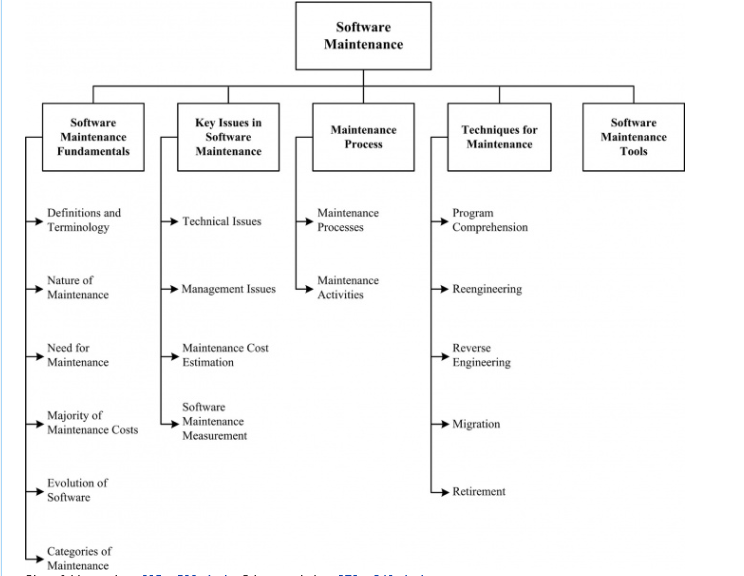 Software
Maintenance
Software
Maintenance
Fundamentals
Key Issues in
Software
Maintenance
Maintenance
Process
Techniques for
Maintenance
Software
Maintenance
Tools
Definitions and
Terminology
Nature of
Maintenance
Need for
Maintenance
Majority of
Maintenance Costs
Evolution of
Software
Categories of
Maintenance
Technical Issues
Management Issues
Maintenance Cost
Estimation
Software
Maintenance
Measurement
Maintenance
Processes
Maintenance
Activities
Program
Comprehension
Reengineering
Reverse
Engineering
Migration
Retirement